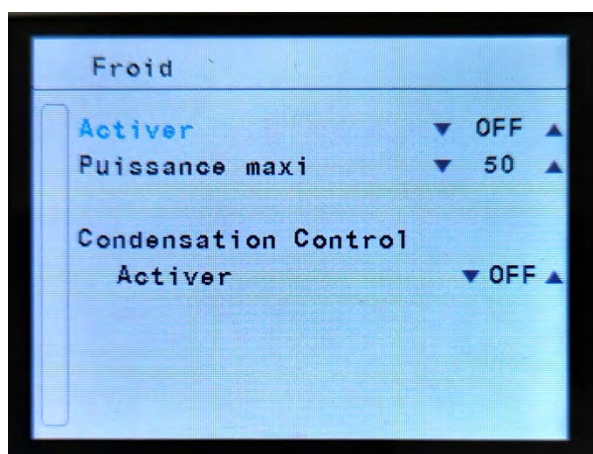 Froid
Activer ▼ OFF ▲
Puissance maxi ▼ 50 ▲
Condensation Control
Activer ▼ OFF ▲